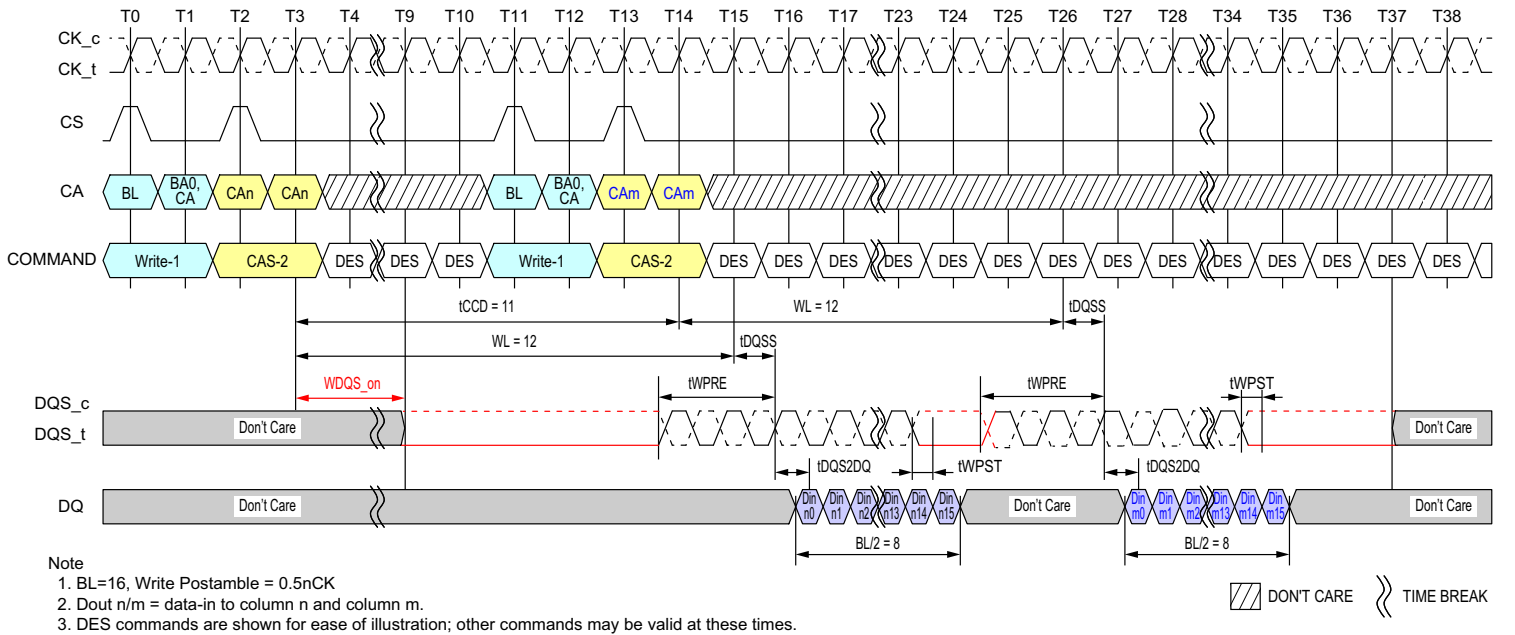 T0 T1 T2 T3 T4 T9 T10 T11 T12 T13 T14 T15 T16 T17 T23 T24 T25 T26 T27 T28 T34 T35 T36 T37 T38
CK_c
CK_t
CS
CA BL BA0, CA CAn CAn BL BA0, CA CAm CAm
COMMAND Write-1 CAS-2 DES DES DES Write-1 CAS-2 DES DES DES DES DES DES DES DES DES DES DES DES DES DES
tCCD = 11 WL = 12 tDQSS
WL = 12 tDQSS
WDQS_on tWPRE tWPRE tWPST
DQS_c
DQS_t Don't Care Don't Care
tDQS2DQ tWPST tDQS2DQ
DQ Don't Care Din n0 Din n1 Din n2 Din n13 Din n14 Din n15 Don't Care Din m0 Din m1 Din m2 Din m13 Din m14 Din m15 Don't Care
BL/2 = 8 BL/2 = 8
Note
1. BL=16, Write Postamble = 0.5nCK
2. Dout n/m = data-in to column n and column m.
3. DES commands are shown for ease of illustration; other commands may be valid at these times.
DON'T CARE TIME BREAK